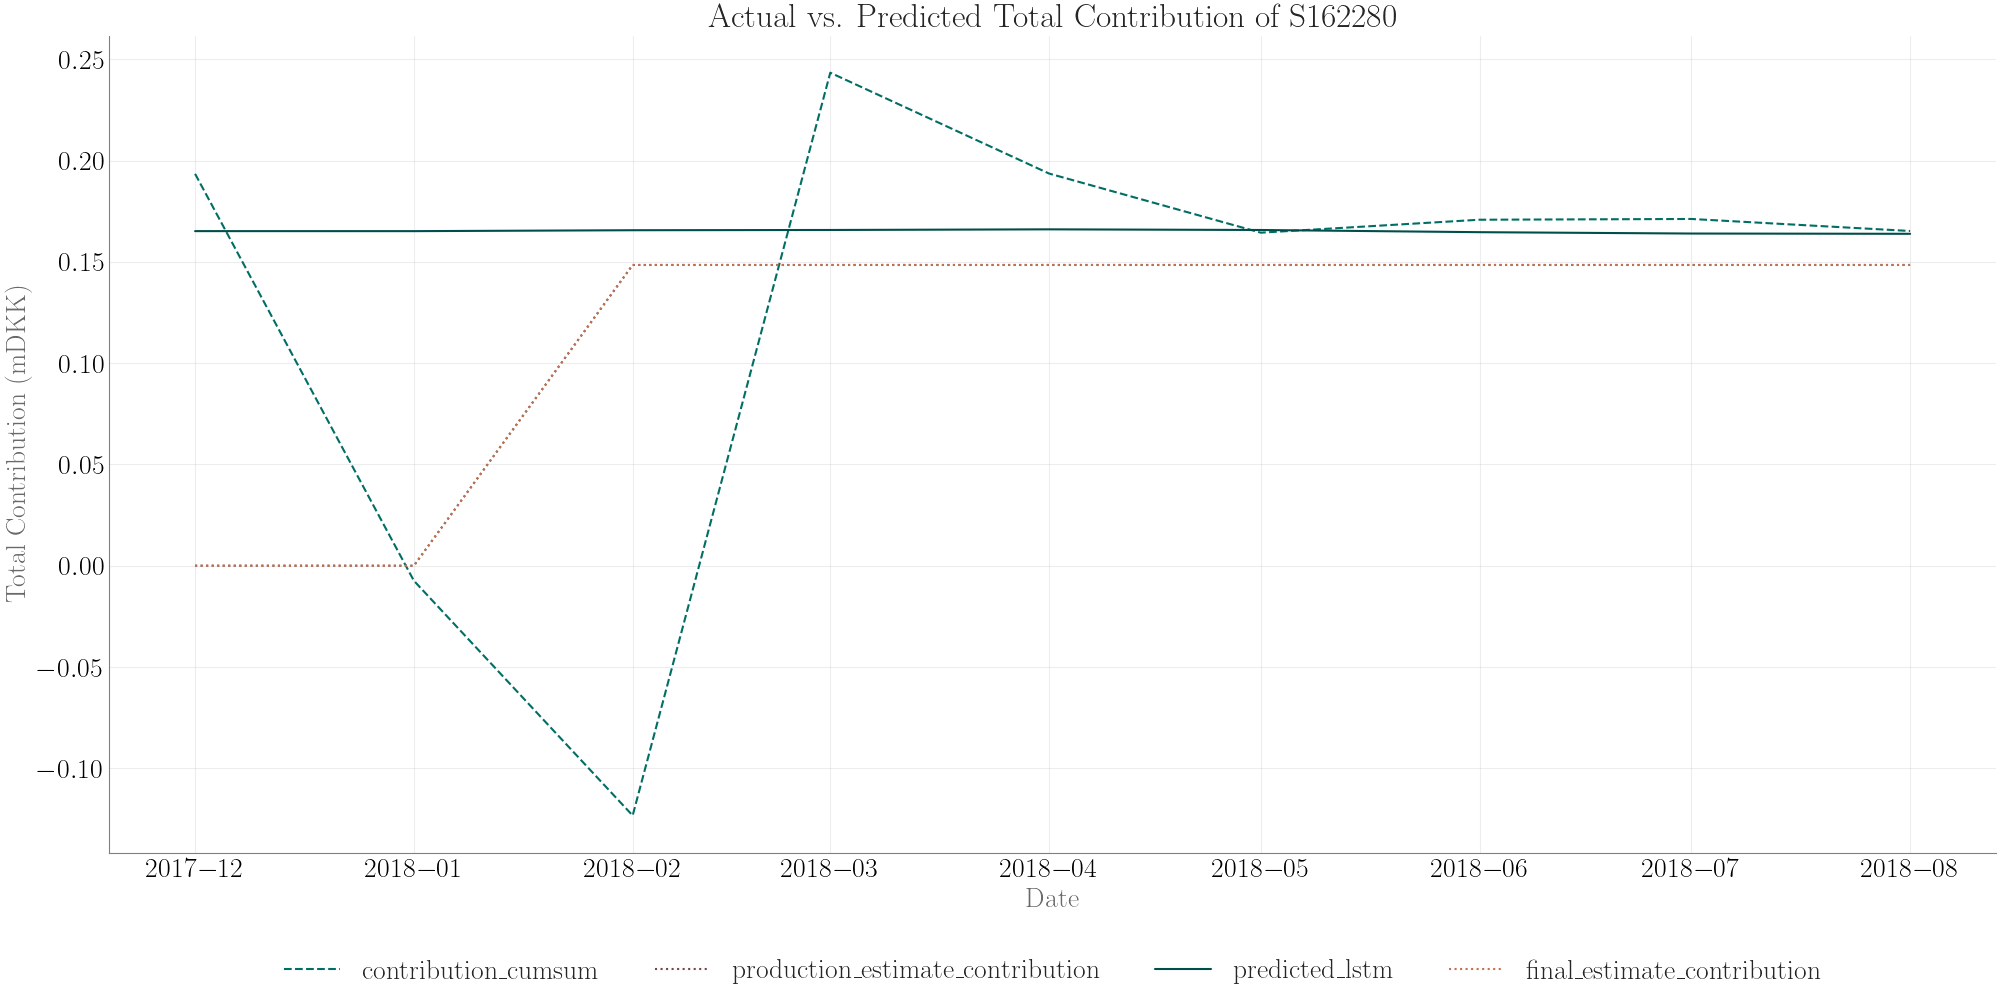 Actual vs. Predicted Total Contribution of S162280
Total Contribution (mDKK)
0.25
0.20
0.15
0.10
0.05
0.00
−0.05
−0.10
2017−12 2018−01 2018−02 2018−03 2018−04 2018−05 2018−06 2018−07 2018−08
Date
contribution_cumsum production_estimate_contribution predicted_lstm final_estimate_contribution